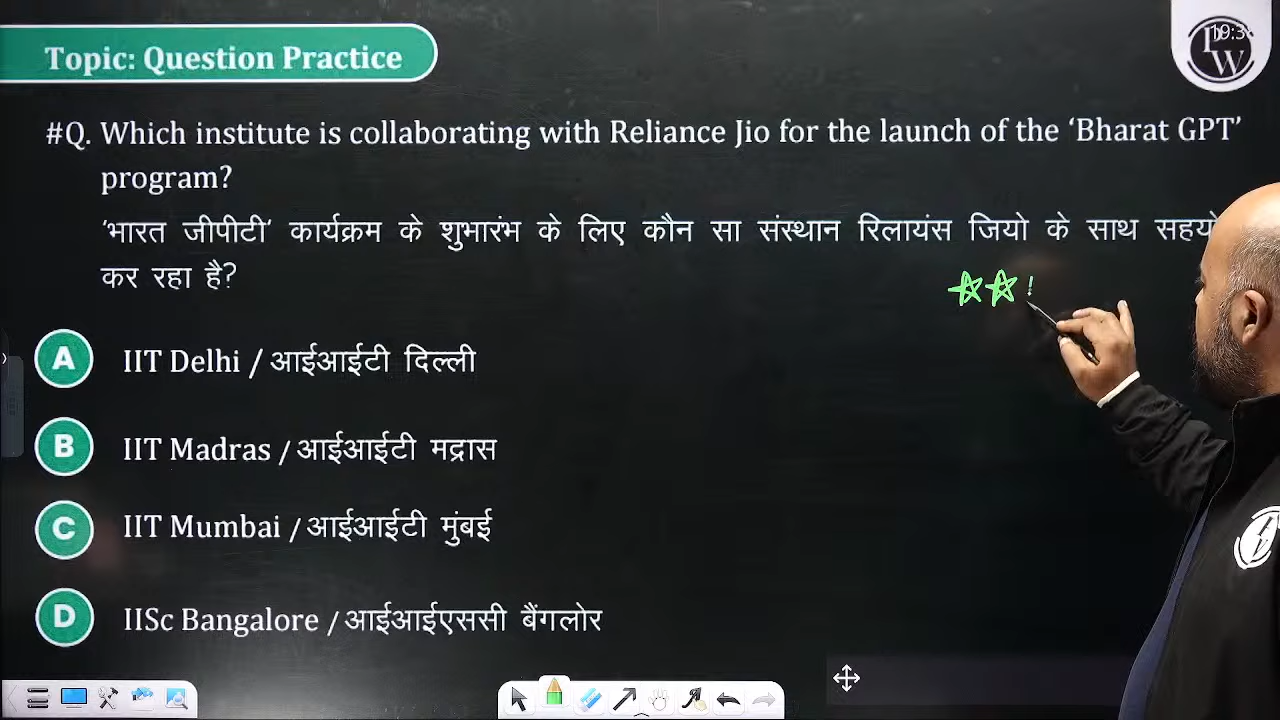 Topic: Question Practice
#Q. Which institute is collaborating with Reliance Jio for the launch of the ‘Bharat GPT’
program?
'भारत जीपीटी' कार्यक्रम के शुभारंभ के लिए कौन सा संस्थान रिलायंस जियो के साथ
कर रहा है?
A IIT Delhi / आईआईटी दिल्ली
B IIT Madras / आईआईटी मद्रास
C IIT Mumbai / आईआईटी मुंबई
D IISc Bangalore / आईआईएससी बैंगलोर